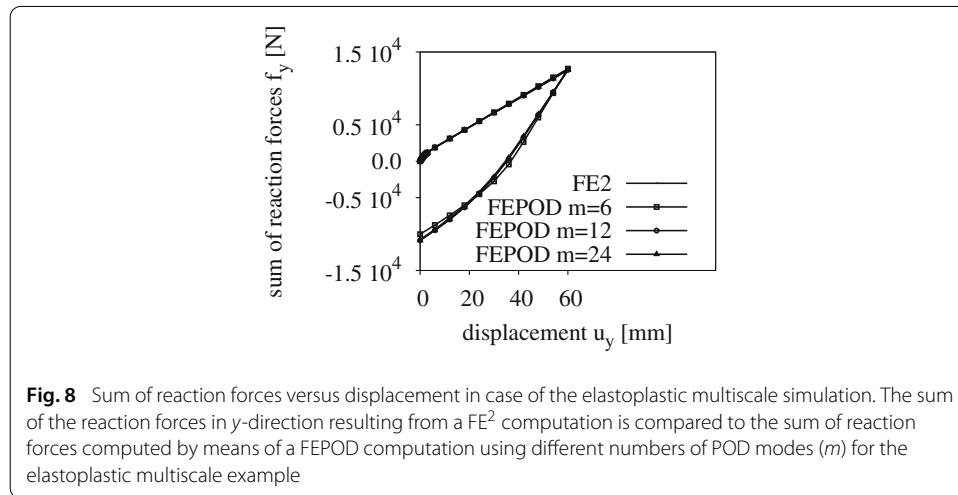 sum of reaction forces f_y [N]
1.5 10^4
0.5 10^4
0.0
-0.5 10^4
-1.5 10^4
FE2
FEPOD m=6
FEPOD m=12
FEPOD m=24
0 20 40 60
displacement u_y [mm]
Fig. 8 Sum of reaction forces versus displacement in case of the elastoplastic multiscale simulation. The sum
of the reaction forces in y-direction resulting from a FE² computation is compared to the sum of reaction
forces computed by means of a FEPOD computation using different numbers of POD modes (m) for the
elastoplastic multiscale example